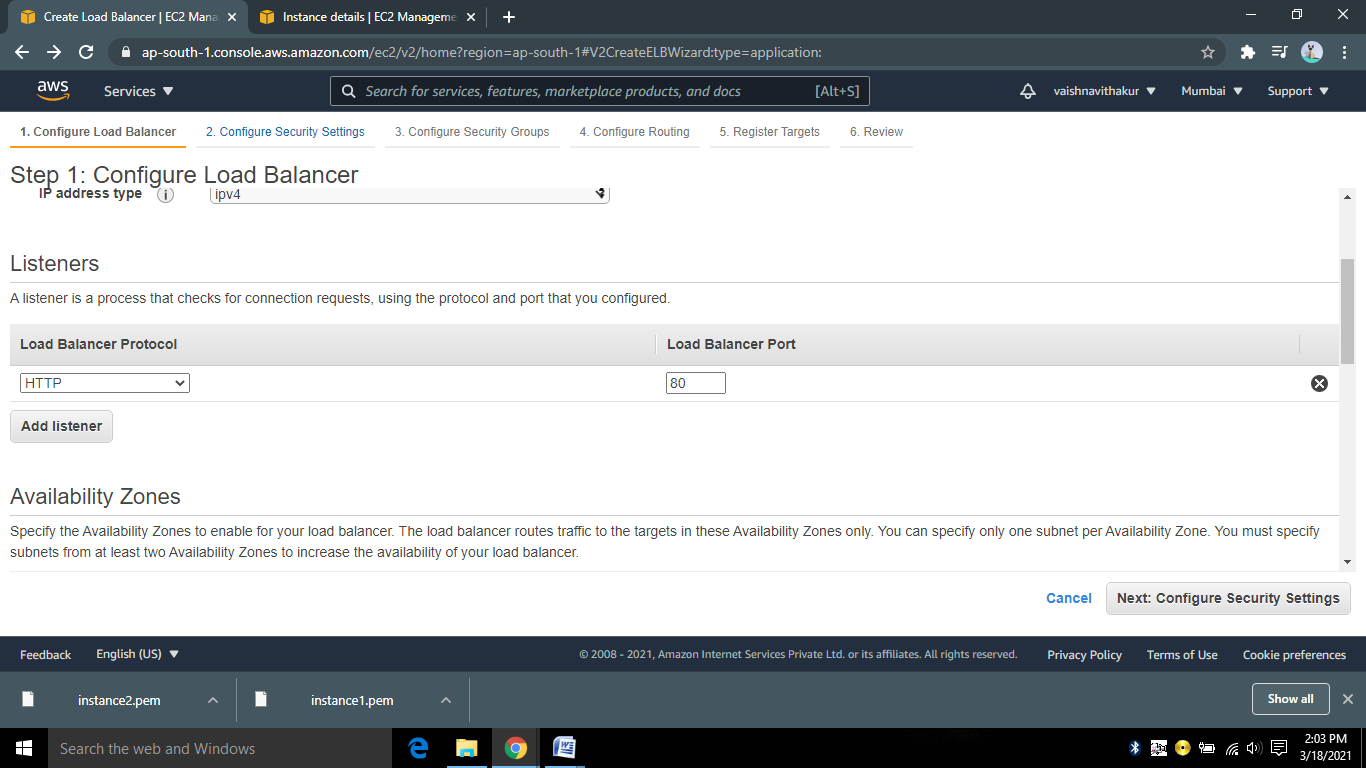 Create Load Balancer | EC2 Mana
Instance details | EC2 Manageme
ap-south-1.console.aws.amazon.com/ec2/v2/home?region=ap-south-1#V2CreateELBWizard:type=application:
aws
Services
Search for services, features, marketplace products, and docs
[Alt+S]
vaishnavithakur
Mumbai
Support
1. Configure Load Balancer
2. Configure Security Settings
3. Configure Security Groups
4. Configure Routing
5. Register Targets
6. Review
Step 1: Configure Load Balancer
IP address type
i
ipv4
Listeners
A listener is a process that checks for connection requests, using the protocol and port that you configured.
Load Balancer Protocol
Load Balancer Port
HTTP
80
Add listener
Availability Zones
Specify the Availability Zones to enable for your load balancer. The load balancer routes traffic to the targets in these Availability Zones only. You can specify only one subnet per Availability Zone. You must specify
subnets from at least two Availability Zones to increase the availability of your load balancer.
Cancel
Next: Configure Security Settings
Feedback
English (US)
© 2008 - 2021, Amazon Internet Services Private Ltd. or its affiliates. All rights reserved.
Privacy Policy
Terms of Use
Cookie preferences
instance2.pem
instance1.pem
Show all
Search the web and Windows
2:03 PM
3/18/2021